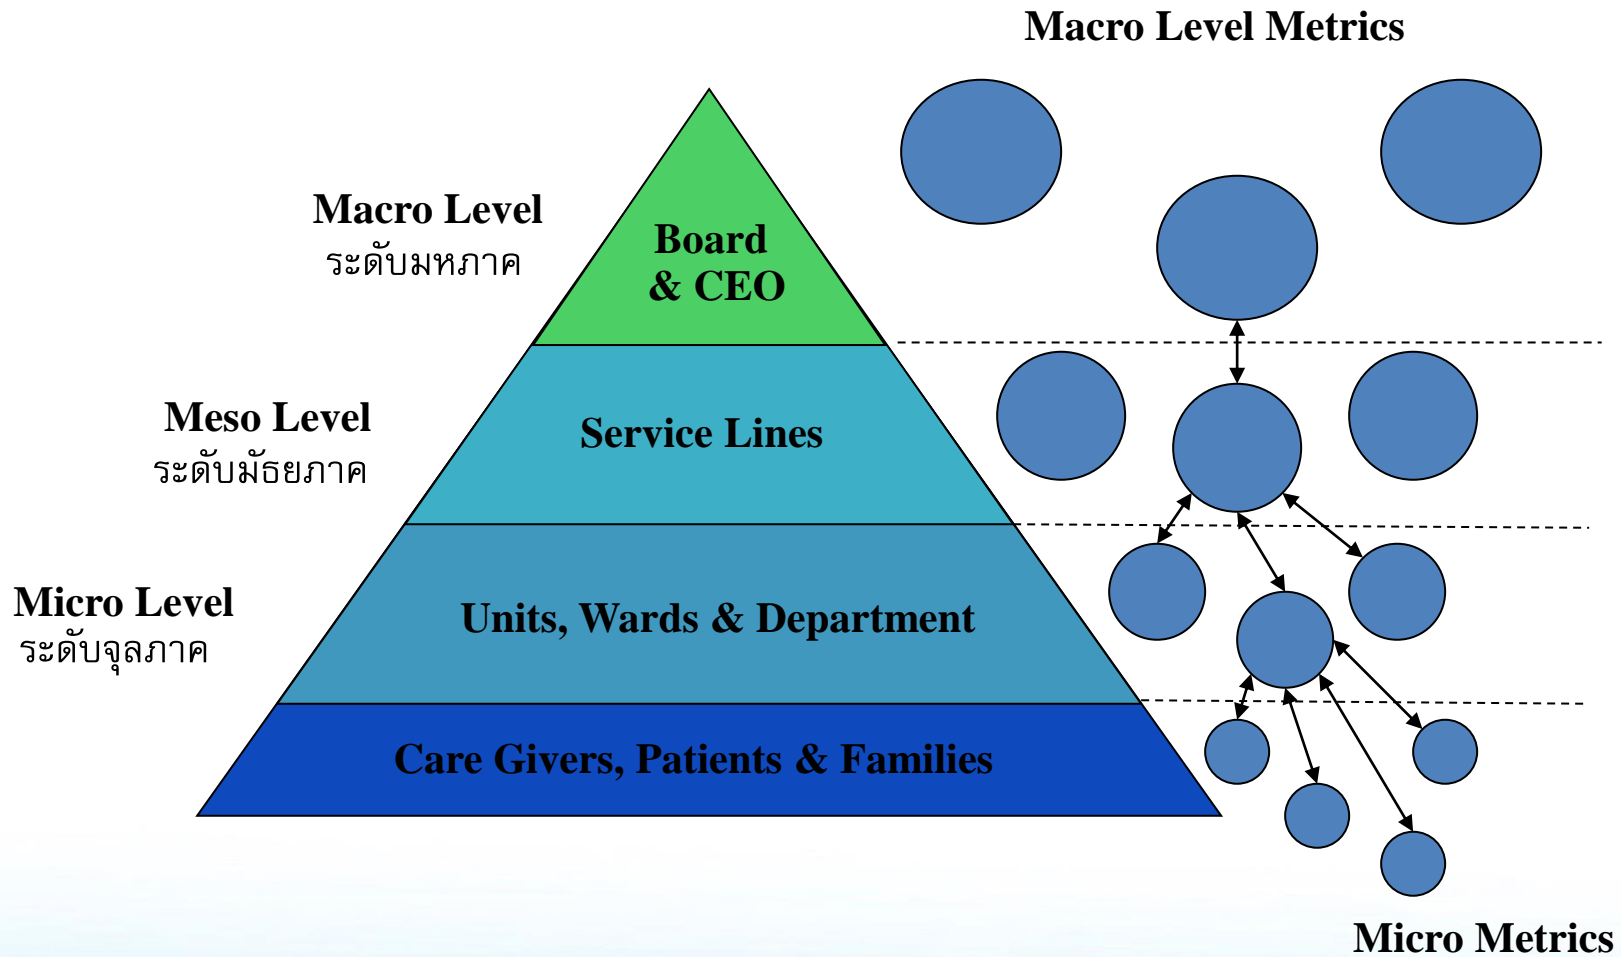 Macro Level Metrics
Macro Level
ระดับมหภาค
Board
& CEO
Meso Level
ระดับมัธยภาค
Service Lines
Micro Level
ระดับจุลภาค
Units, Wards & Department
Care Givers, Patients & Families
Micro Metrics